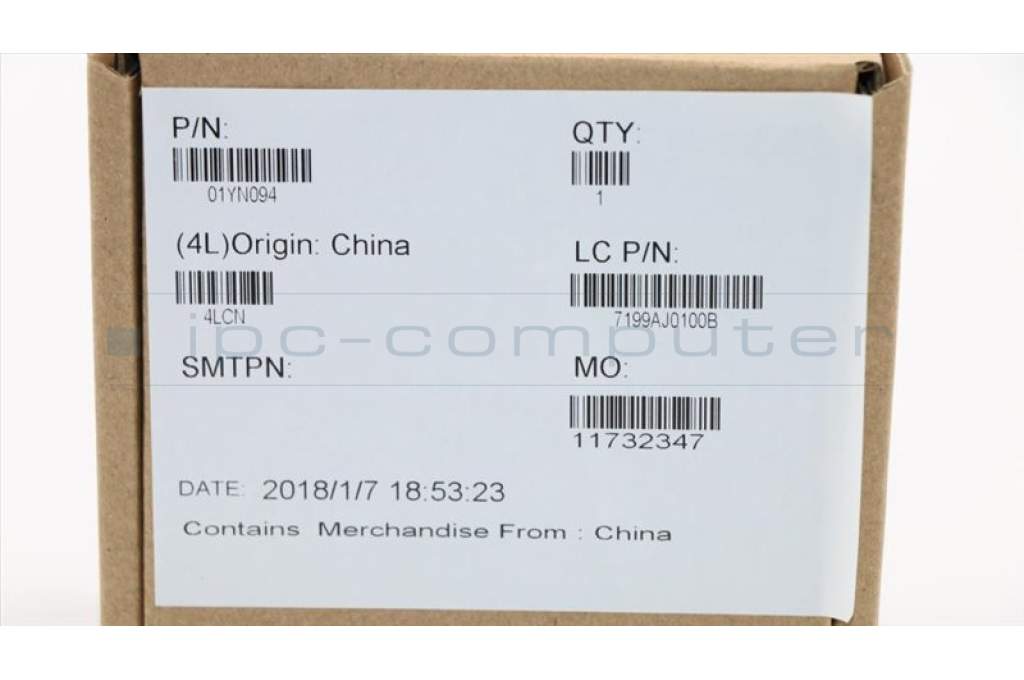 P/N:
QTY:
01YN094
1
(4L)Origin: China
LC P/N:
4LCN
7199AJ0100B
ipc-computer
SMTPN:
MO:
11732347
DATE: 2018/1/7 18:53:23
Contains Merchandise From : China